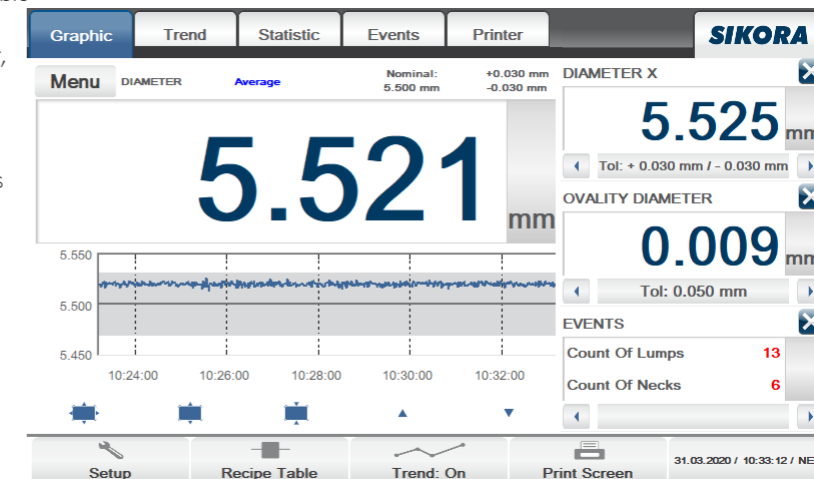 Graphic Trend Statistic Events Printer SIKORA
Menu DIAMETER Average Nominal: 5.500 mm +0.030 mm -0.030 mm
5.521 mm
DIAMETER X
5.525 mm
Tol: + 0.030 mm / - 0.030 mm
OVALITY DIAMETER
0.009 mm
Tol: 0.050 mm
EVENTS
Count Of Lumps 13
Count Of Necks 6
5.550
5.500
5.450
10:24:00 10:26:00 10:28:00 10:30:00 10:32:00
Setup Recipe Table Trend: On Print Screen 31.03.2020 / 10:33:12 / NE